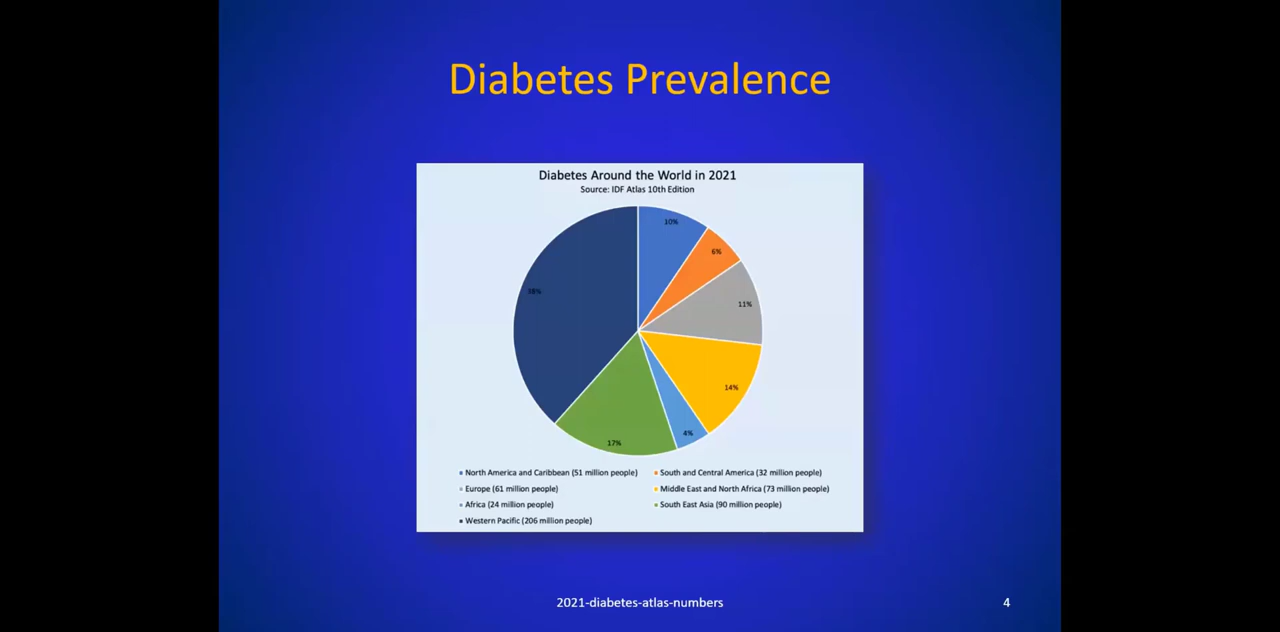 Diabetes Prevalence
Diabetes Around the World in 2021
Source: IDF Atlas 10th Edition
10%
6%
11%
14%
4%
17%
38%
North America and Caribbean (51 million people)
South and Central America (32 million people)
Europe (61 million people)
Middle East and North Africa (73 million people)
Africa (24 million people)
South East Asia (90 million people)
Western Pacific (206 million people)
2021-diabetes-atlas-numbers
4